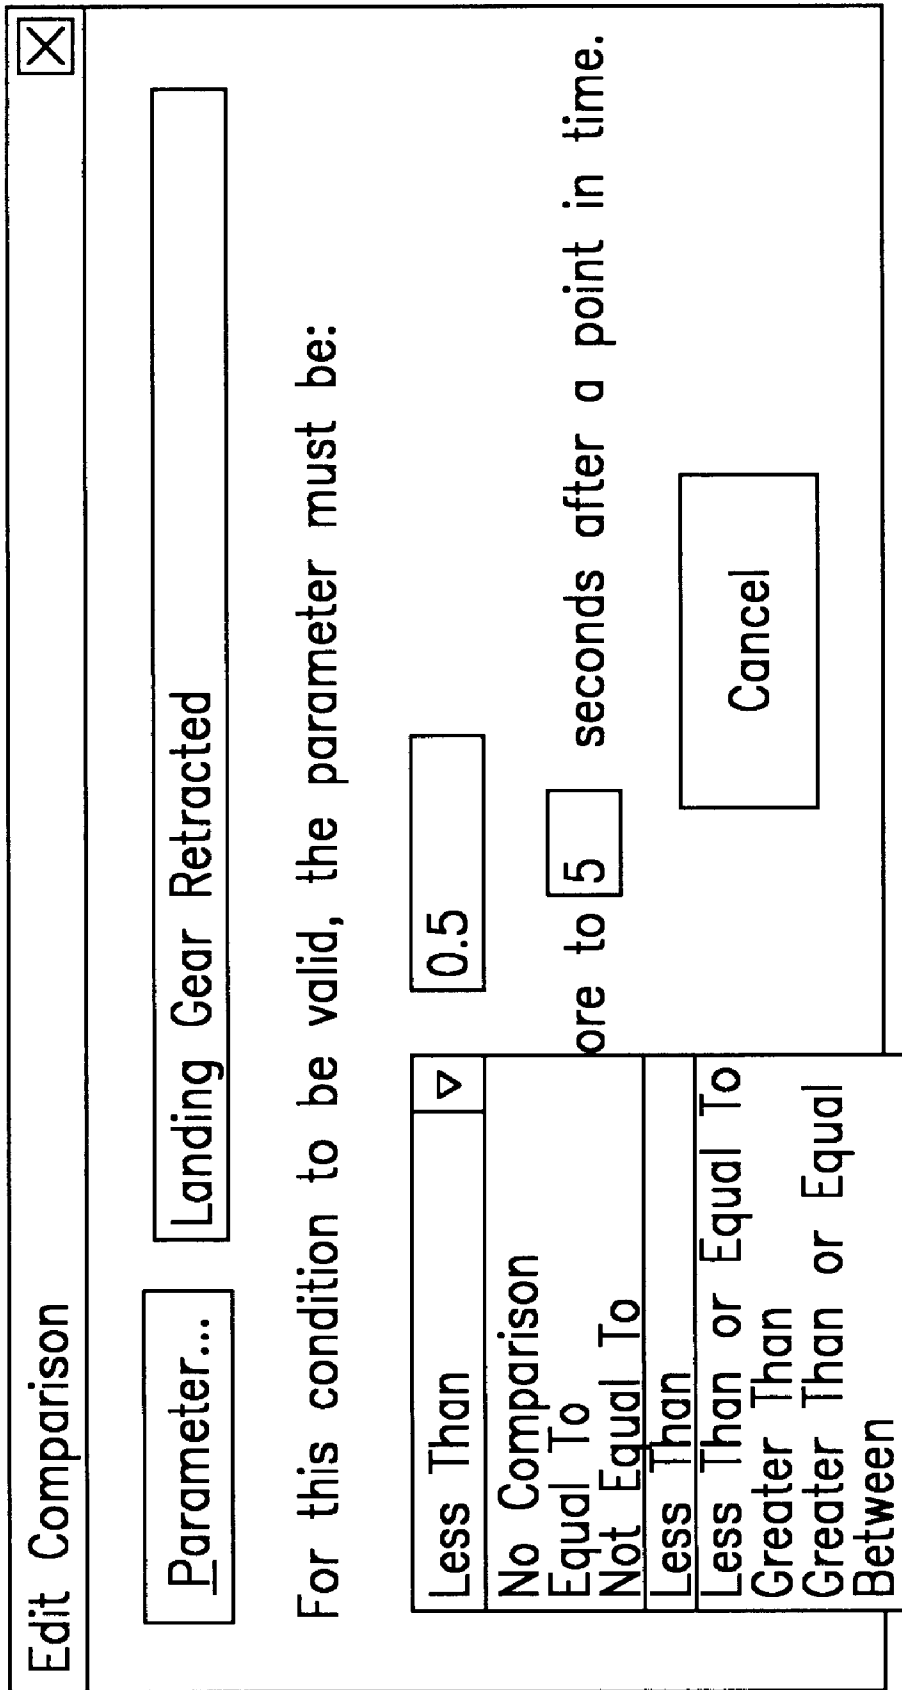 Edit Comparison
Parameter... Landing Gear Retracted
For this condition to be valid, the parameter must be:
Less Than 0.5
No Comparison
Equal To
Not Equal To
ore to 5 seconds after a point in time.
Less Than
Less Than or Equal To
Greater Than
Greater Than or Equal
Between
Cancel